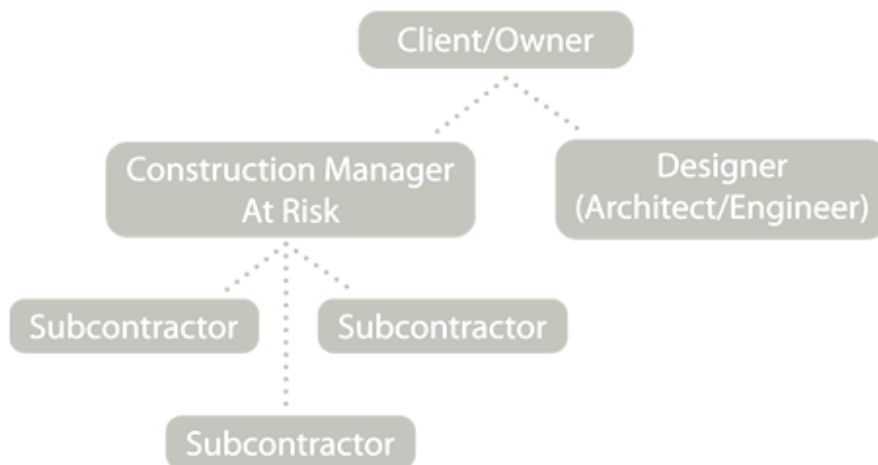 Client/Owner
Construction Manager
At Risk
Designer
(Architect/Engineer)
Subcontractor
Subcontractor
Subcontractor